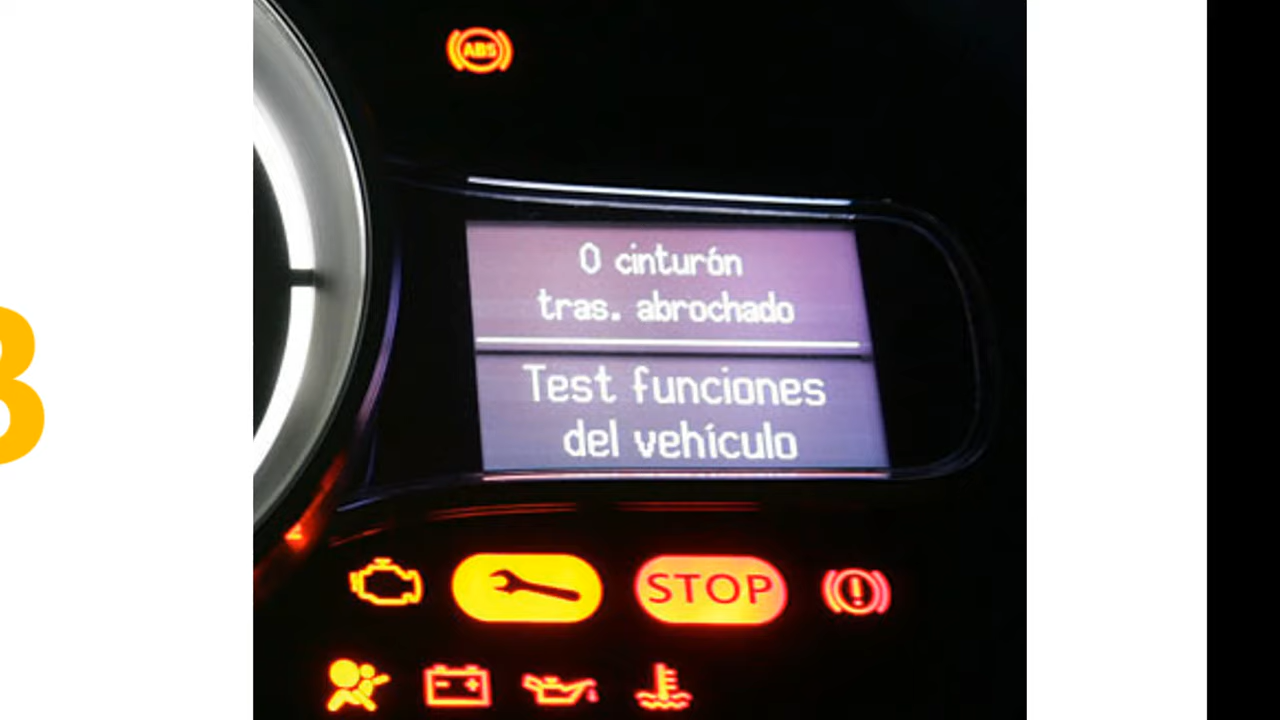 ABS
0 cinturón
tras. abrochado
Test funciones
del vehículo
STOP